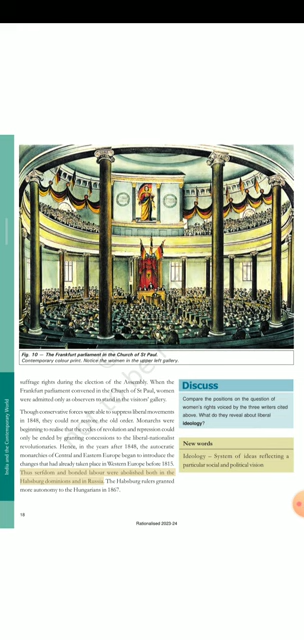 Fig. 10 — The Frankfurt parliament in the Church of St Paul.
Contemporary colour print. Notice the women in the upper left gallery.
suffrage rights during the election of the Assembly. When the
Frankfurt parliament convened in the Church of St Paul, women
were admitted only as observers to stand in the visitors' gallery.
Though conservative forces were able to suppress liberal movements
in 1848, they could not restore the old order. Monarchs were
beginning to realise that the cycles of revolution and repression could
only be ended by granting concessions to the liberal-nationalist
revolutionaries. Hence, in the years after 1848, the autocratic
monarchies of Central and Eastern Europe began to introduce the
changes that had already taken place in Western Europe before 1815.
Thus serfdom and bonded labour were abolished both in the
Habsburg dominions and in Russia. The Habsburg rulers granted
more autonomy to the Hungarians in 1867.
Discuss
Compare the positions on the question of
women's rights voiced by the three writers cited
above. What do they reveal about liberal
ideology?
New words
Ideology – System of ideas reflecting a
particular social and political vision
India and the Contemporary World
Rationalised 2023-24